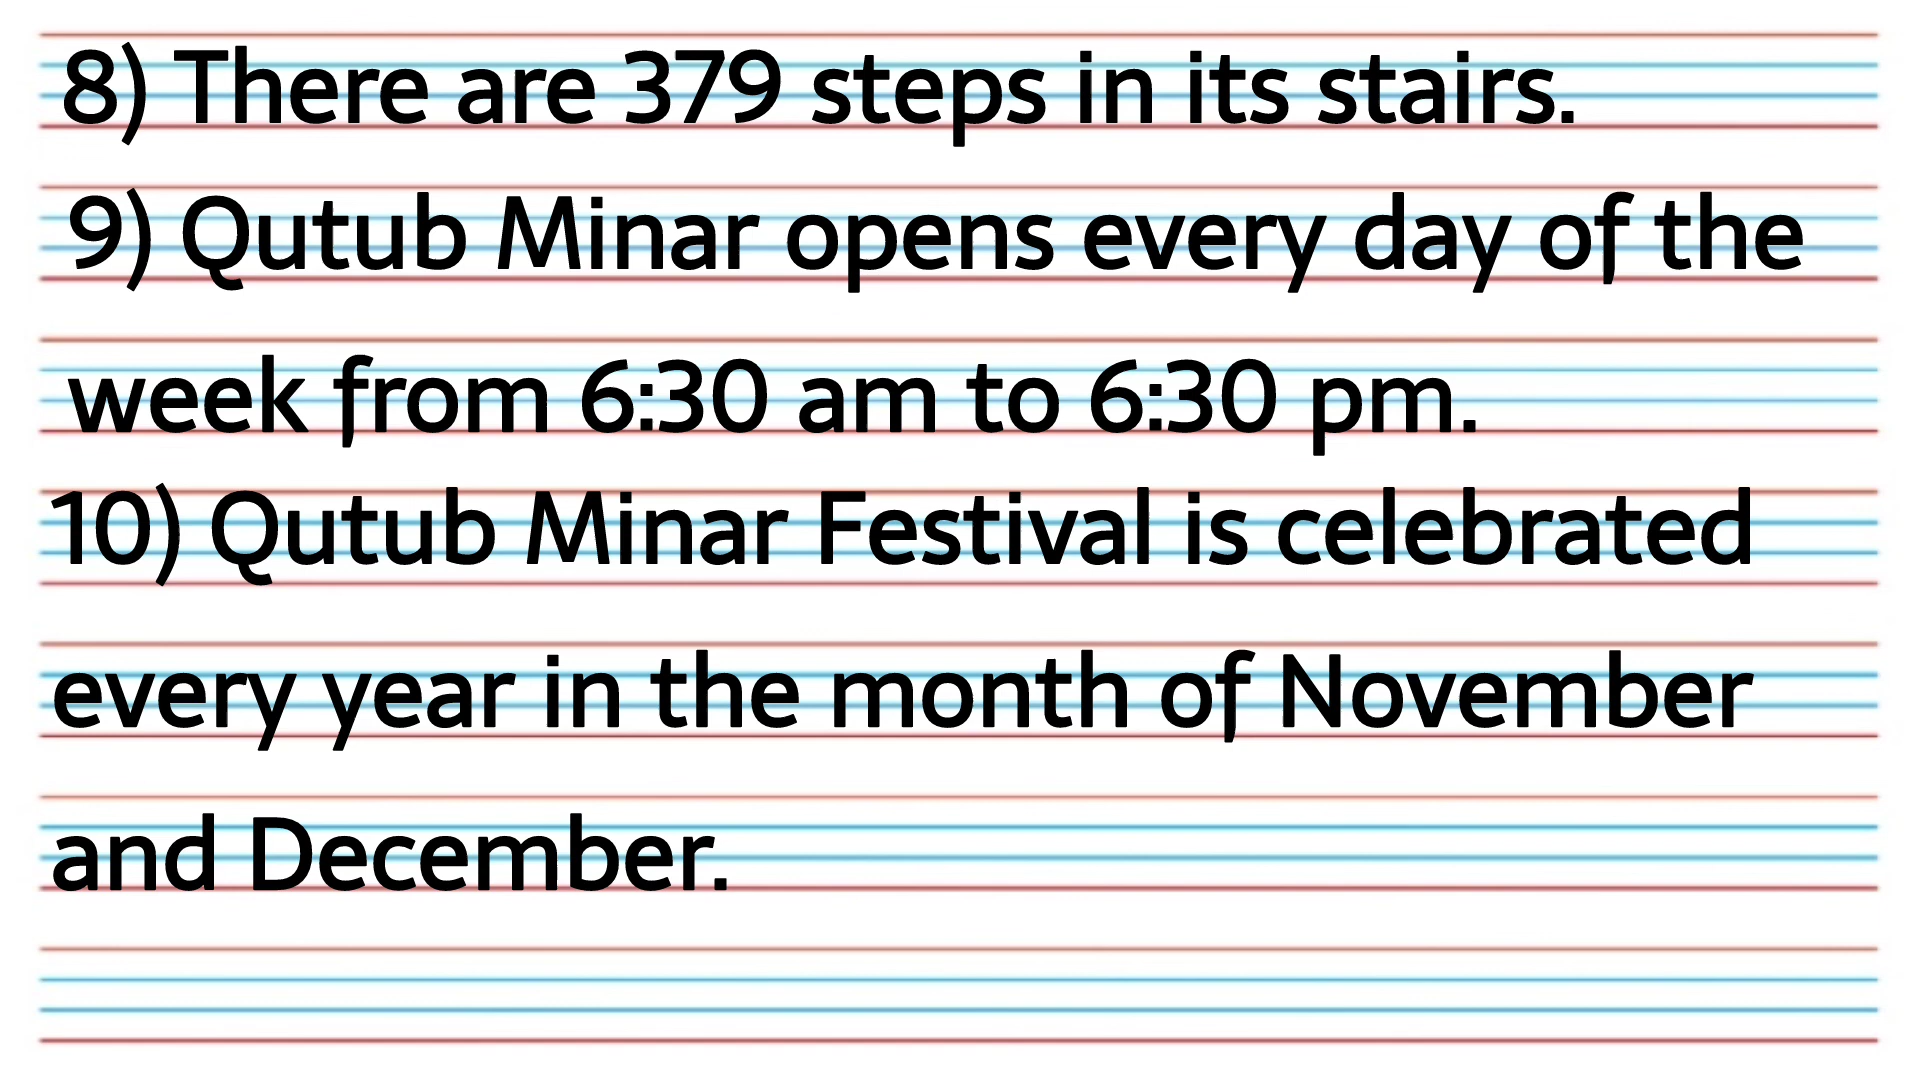 8) There are 379 steps in its stairs.
9) Qutub Minar opens every day of the
week from 6:30 am to 6:30 pm.
10) Qutub Minar Festival is celebrated
every year in the month of November
and December.